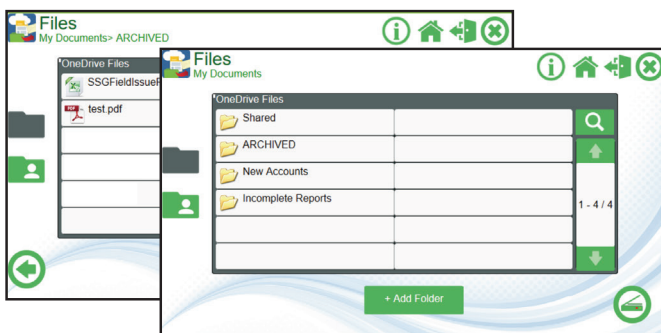 Files
My Documents> ARCHIVED
OneDrive Files
SSGFieldIssueR
test.pdf
Files
My Documents
OneDrive Files
Shared
ARCHIVED
New Accounts
Incomplete Reports
1 - 4 / 4
+ Add Folder